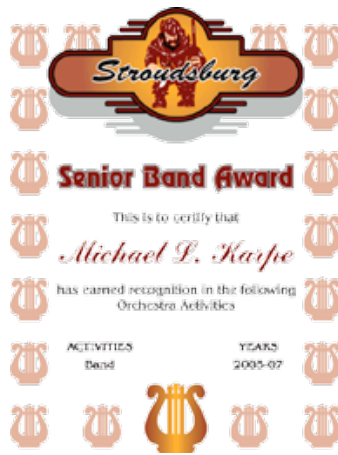 Stroudsburg
Senior Band Award
This is to certify that
Michael L. Karpe
has earned recognition in the following
Orchestra Activities
ACTIVITIES YEARS
Band 2005-07